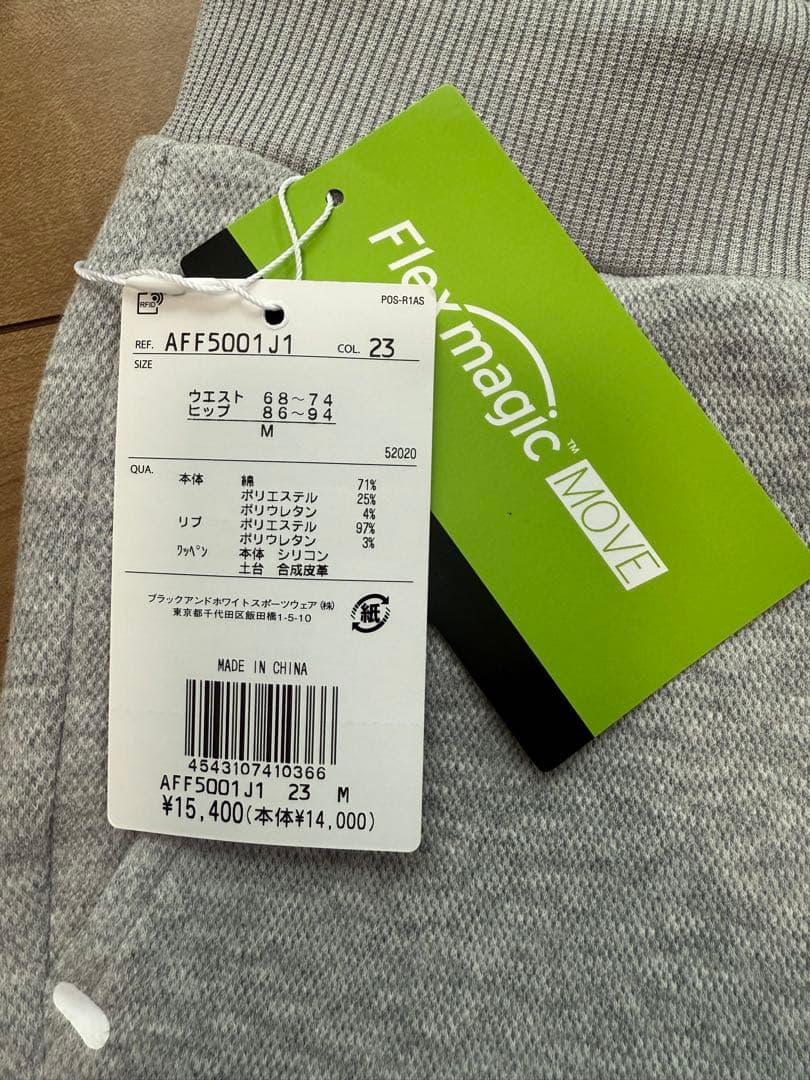 RFID
POS-R1AS
REF. AFF5001J1 COL. 23
SIZE
ウエスト 68～74
ヒップ 86～94
M
52020
QUA.
本体 綿 71%
ポリエステル 25%
ポリウレタン 4%
リブ ポリエステル 97%
ポリウレタン 3%
ワッペン 本体 シリコン
土台 合成皮革
ブラックアンドホワイトスポーツウェア(株)
東京都千代田区飯田橋1-5-10
紙
MADE IN CHINA
4543107410366
AFF5001J1 23 M
¥15,400(本体¥14,000)
Flex magic™ MOVE